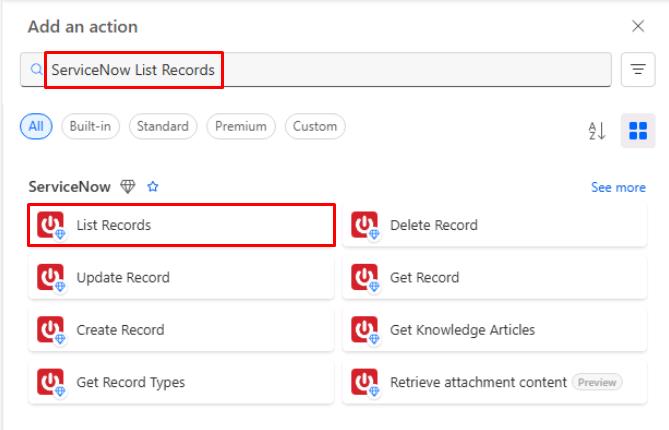 Add an action
ServiceNow List Records
All Built-in Standard Premium Custom
ServiceNow See more
List Records Delete Record
Update Record Get Record
Create Record Get Knowledge Articles
Get Record Types Retrieve attachment content Preview